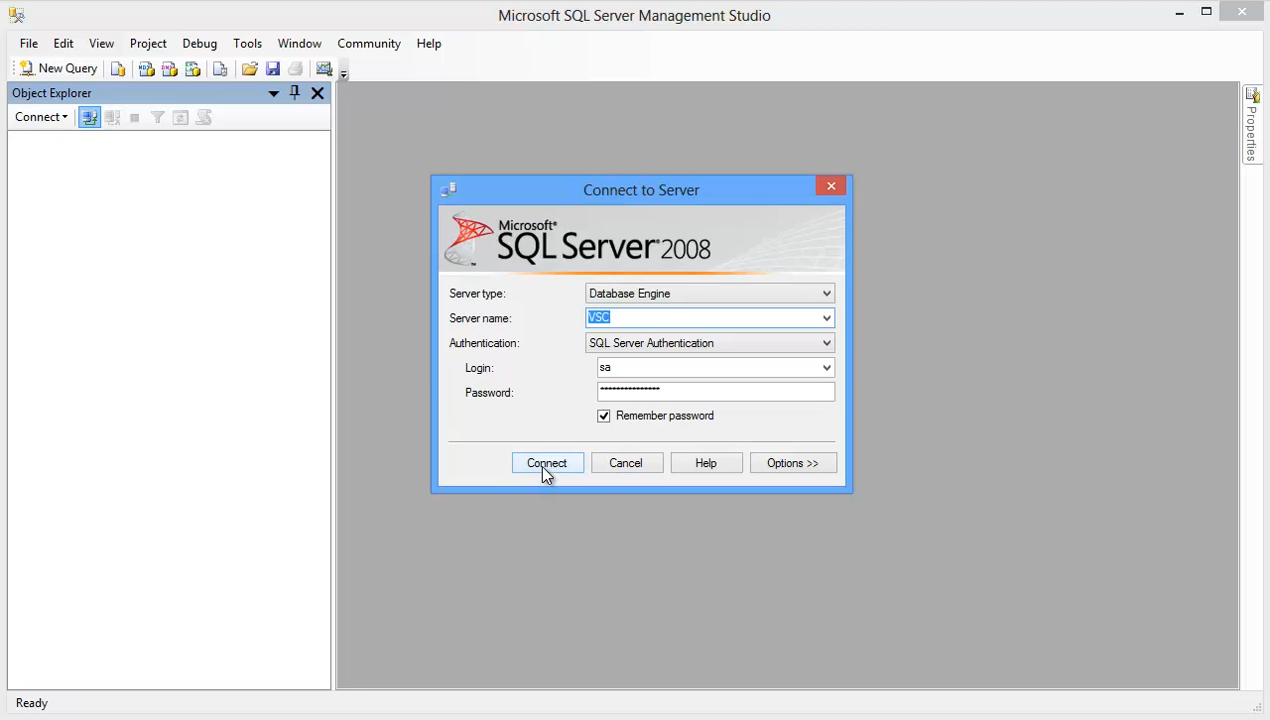 Microsoft SQL Server Management Studio
File Edit View Project Debug Tools Window Community Help
New Query
Object Explorer
Connect
Properties
Connect to Server
Microsoft®
SQL Server® 2008
Server type: Database Engine
Server name: VSC
Authentication: SQL Server Authentication
Login: sa
Password: ***************
Remember password
Connect Cancel Help Options >>
Ready